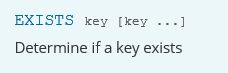 EXISTS key [key ...]
Determine if a key exists